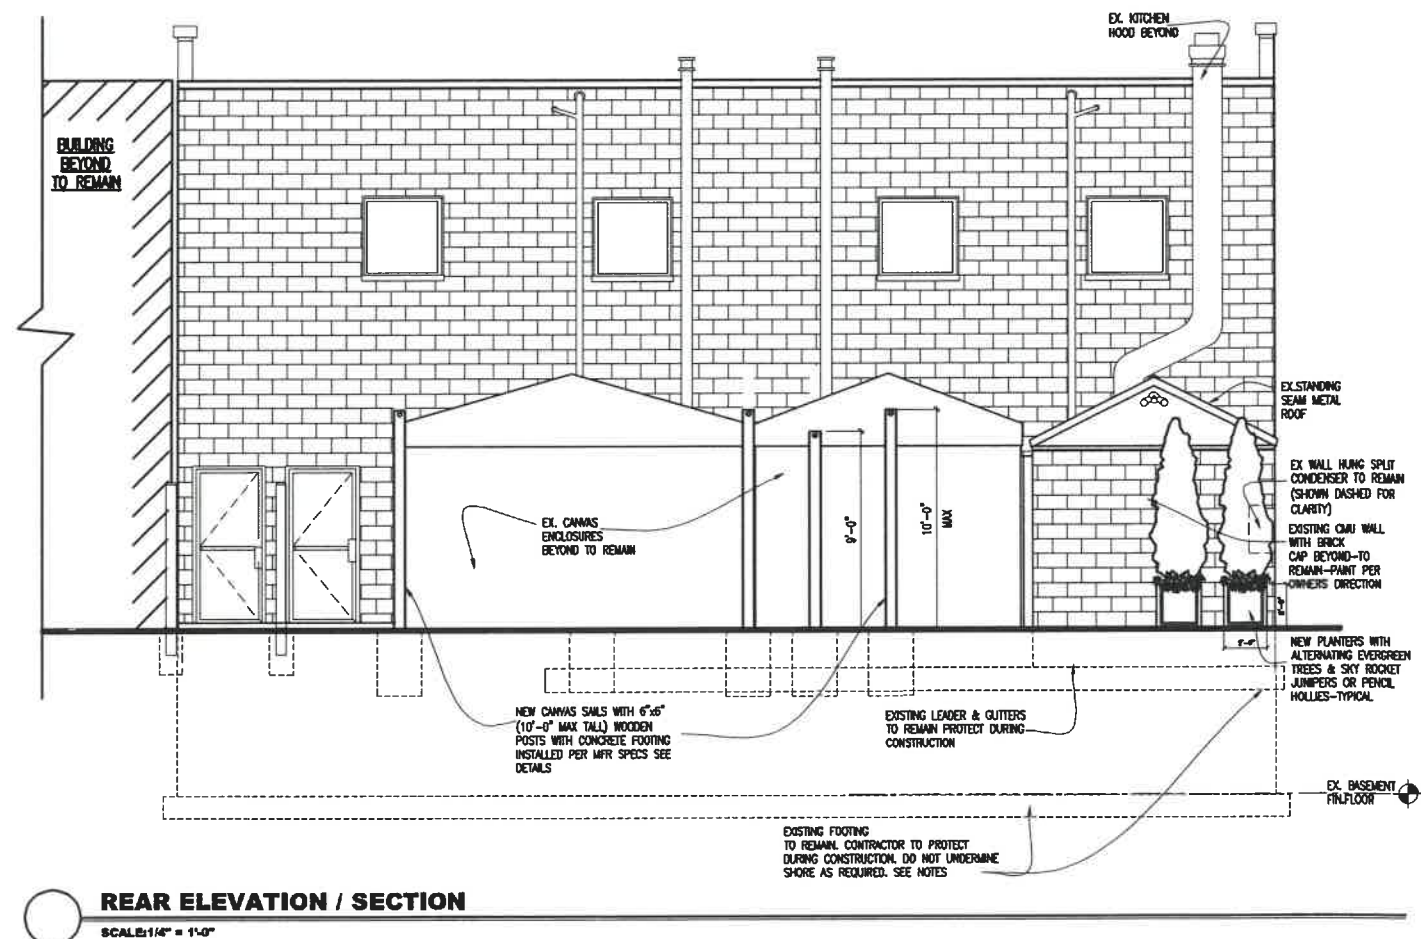 EX. KITCHEN
HOOD BEYOND
BUILDING
BEYOND
TO REMAIN
EX.STANDING
SEAM METAL
ROOF
EX WALL HUNG SPLIT
CONDENSER TO REMAIN
(SHOWN DASHED FOR
CLARITY)
EXISTING CMU WALL
WITH BRICK
CAP BEYOND-TO
REMAIN-PAINT PER
OWNERS DIRECTION
EX. CANVAS
ENCLOSURES
BEYOND TO REMAIN
9'-0"
10'-0"
MAX
NEW PLANTERS WITH
ALTERNATING EVERGREEN
TREES & SKY ROCKET
JUNIPERS OR PENCIL
HOLLIES-TYPICAL
NEW CANVAS SAILS WITH 6"x6"
(10'-0" MAX TALL) WOODEN
POSTS WITH CONCRETE FOOTING
INSTALLED PER MFR SPECS SEE
DETAILS
EXISTING LEADER & GUTTERS
TO REMAIN PROTECT DURING
CONSTRUCTION
EX. BASEMENT
FIN.FLOOR
EXISTING FOOTING
TO REMAIN. CONTRACTOR TO PROTECT
DURING CONSTRUCTION. DO NOT UNDERMINE
SHORE AS REQUIRED. SEE NOTES
REAR ELEVATION / SECTION
SCALE:1/4" = 1'-0"